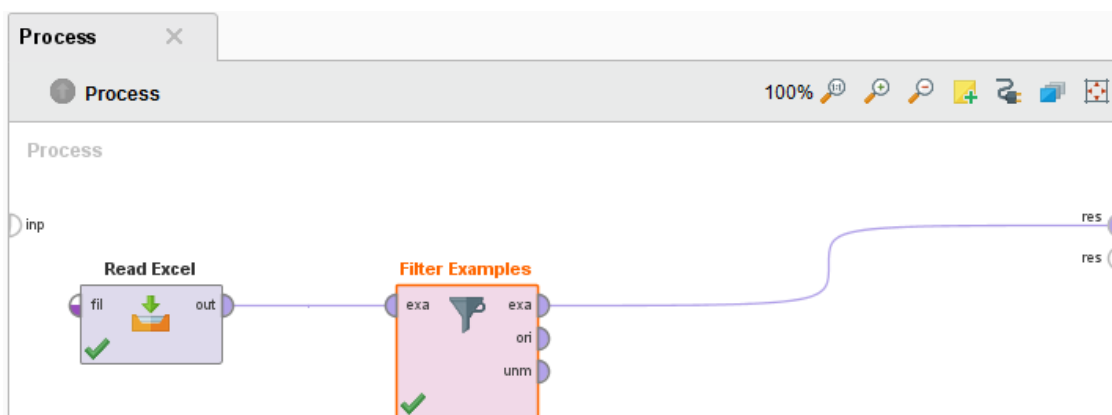 Process
Process
100%
Process
inp
res
res
Read Excel
fil
out
Filter Examples
exa
exa
ori
unm